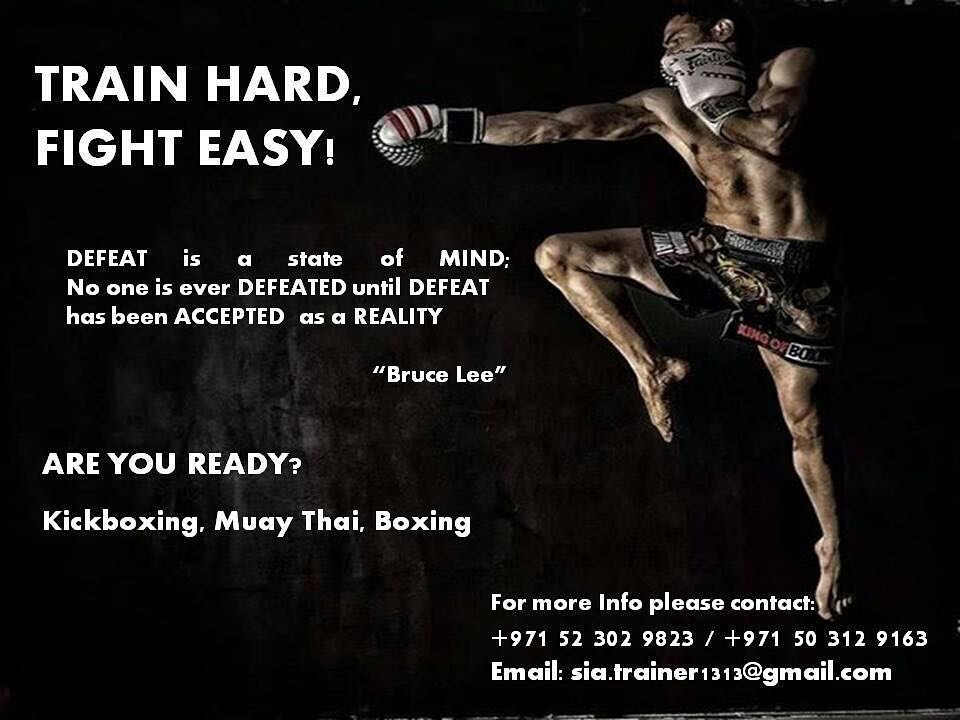 TRAIN HARD,
FIGHT EASY!
DEFEAT is a state of MIND;
No one is ever DEFEATED until DEFEAT
has been ACCEPTED as a REALITY
“Bruce Lee”
ARE YOU READY?
Kickboxing, Muay Thai, Boxing
For more Info please contact:
+971 52 302 9823 / +971 50 312 9163
Email: sia.trainer1313@gmail.com
Fairtex
KING OF BOXING